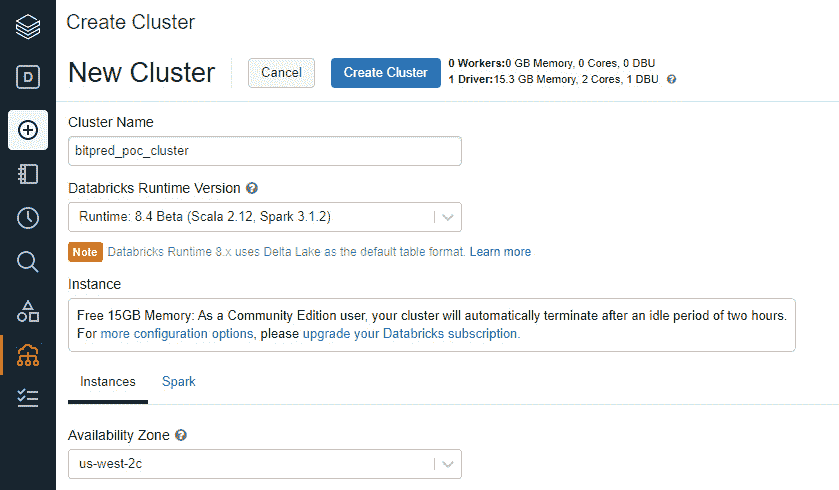 Create Cluster
New Cluster
Cancel
Create Cluster
0 Workers:0 GB Memory, 0 Cores, 0 DBU
1 Driver:15.3 GB Memory, 2 Cores, 1 DBU ?
D
Cluster Name
bitpred_poc_cluster
Databricks Runtime Version ?
Runtime: 8.4 Beta (Scala 2.12, Spark 3.1.2)
Note Databricks Runtime 8.x uses Delta Lake as the default table format. Learn more
Instance
Free 15GB Memory: As a Community Edition user, your cluster will automatically terminate after an idle period of two hours.
For more configuration options, please upgrade your Databricks subscription.
Instances Spark
Availability Zone ?
us-west-2c